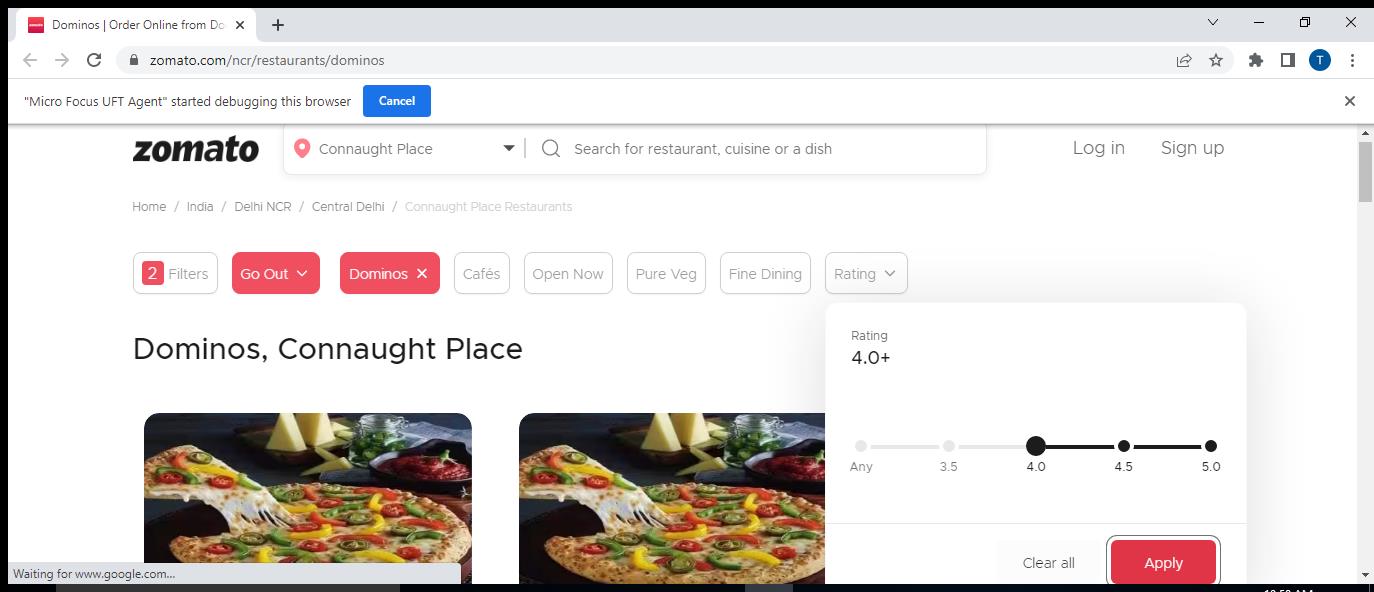 Dominos | Order Online from Do
zomato.com/ncr/restaurants/dominos
T
"Micro Focus UFT Agent" started debugging this browser
Cancel
zomato
Connaught Place
Search for restaurant, cuisine or a dish
Log in
Sign up
Home / India / Delhi NCR / Central Delhi / Connaught Place Restaurants
2 Filters
Go Out
Dominos
Cafés
Open Now
Pure Veg
Fine Dining
Rating
Dominos, Connaught Place
Rating
4.0+
Any 3.5 4.0 4.5 5.0
Clear all
Apply
Waiting for www.google.com...